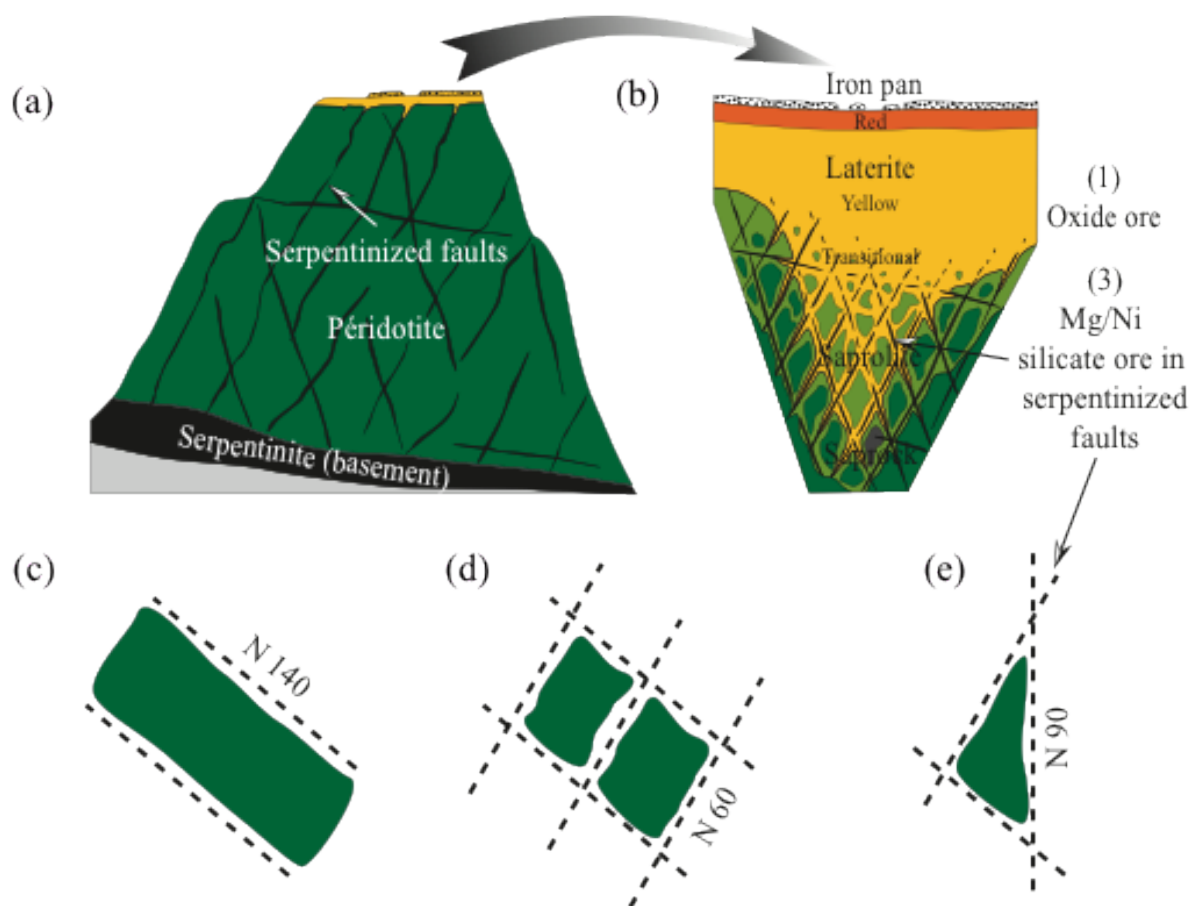 (a)
Serpentinized faults
Péridotite
Serpentinite (basement)
(b)
Iron pan
Red
Laterite
Yellow
Transitional
Saprolite
Saprock
(1)
Oxide ore
(3)
Mg/Ni
silicate ore in
serpentinized
faults
(c)
N 140
(d)
N 60
(e)
N 90